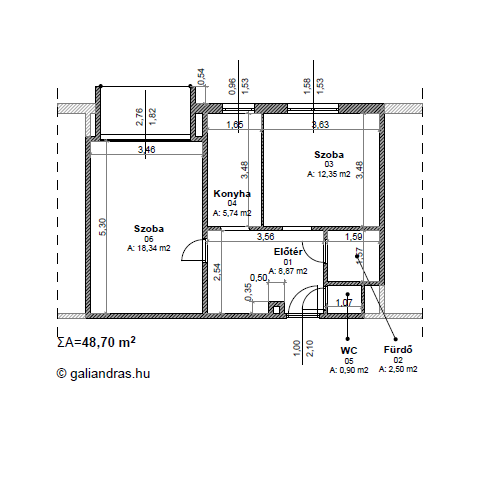 0,54
0,96
1,53
1,58
1,53
2,76
1,82
1,65
3,63
3,46
3,48
Szoba
03
A: 12,35 m2
3,48
Konyha
04
A: 5,74 m2
5,30
Szoba
06
A: 18,34 m2
3,56
1,59
Előtér
01
A: 8,87 m2
1,57
2,54
0,50
0,35
1,07
ΣA=48,70 m2
1,00
2,10
WC
05
A: 0,90 m2
Fürdő
02
A: 2,50 m2
© galiandras.hu